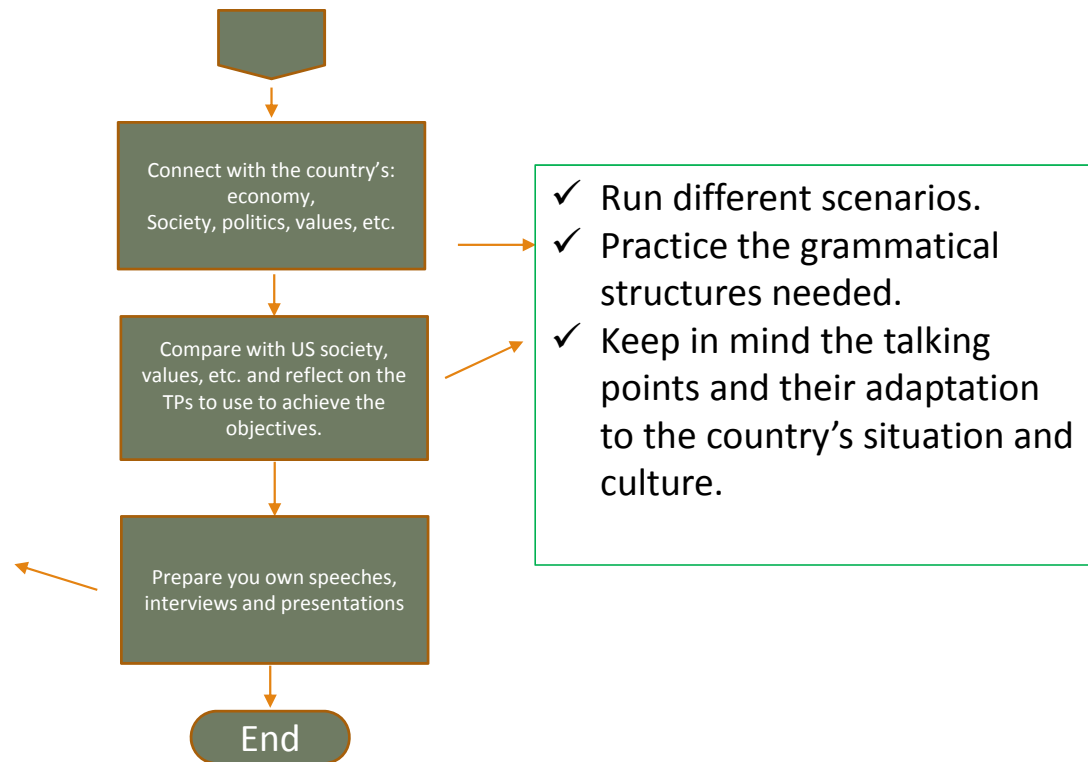 Connect with the country's:
economy,
Society, politics, values, etc.
✓ Run different scenarios.
✓ Practice the grammatical
structures needed.
✓ Keep in mind the talking
points and their adaptation
to the country's situation and
culture.
Compare with US society,
values, etc. and reflect on the
TPs to use to achieve the
objectives.
Prepare you own speeches,
interviews and presentations
End